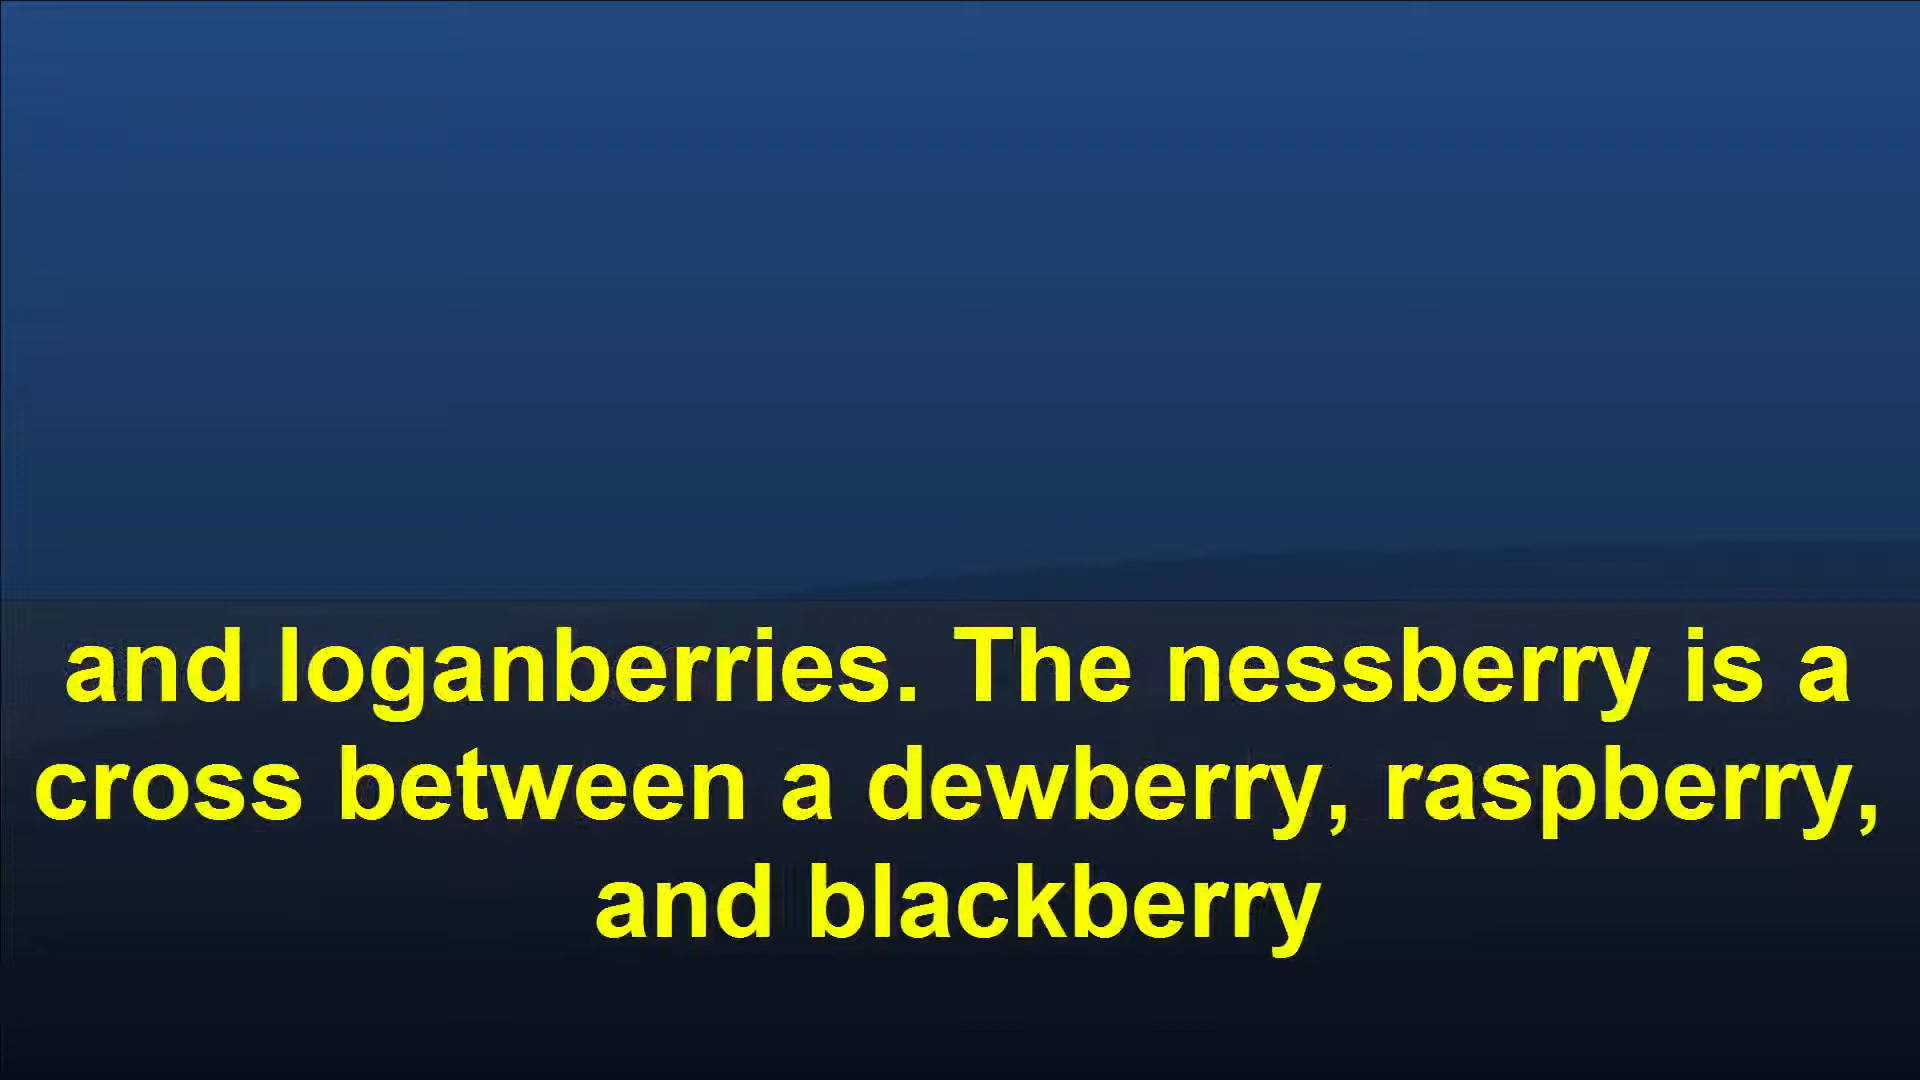 and loganberries. The nessberry is a
cross between a dewberry, raspberry,
and blackberry